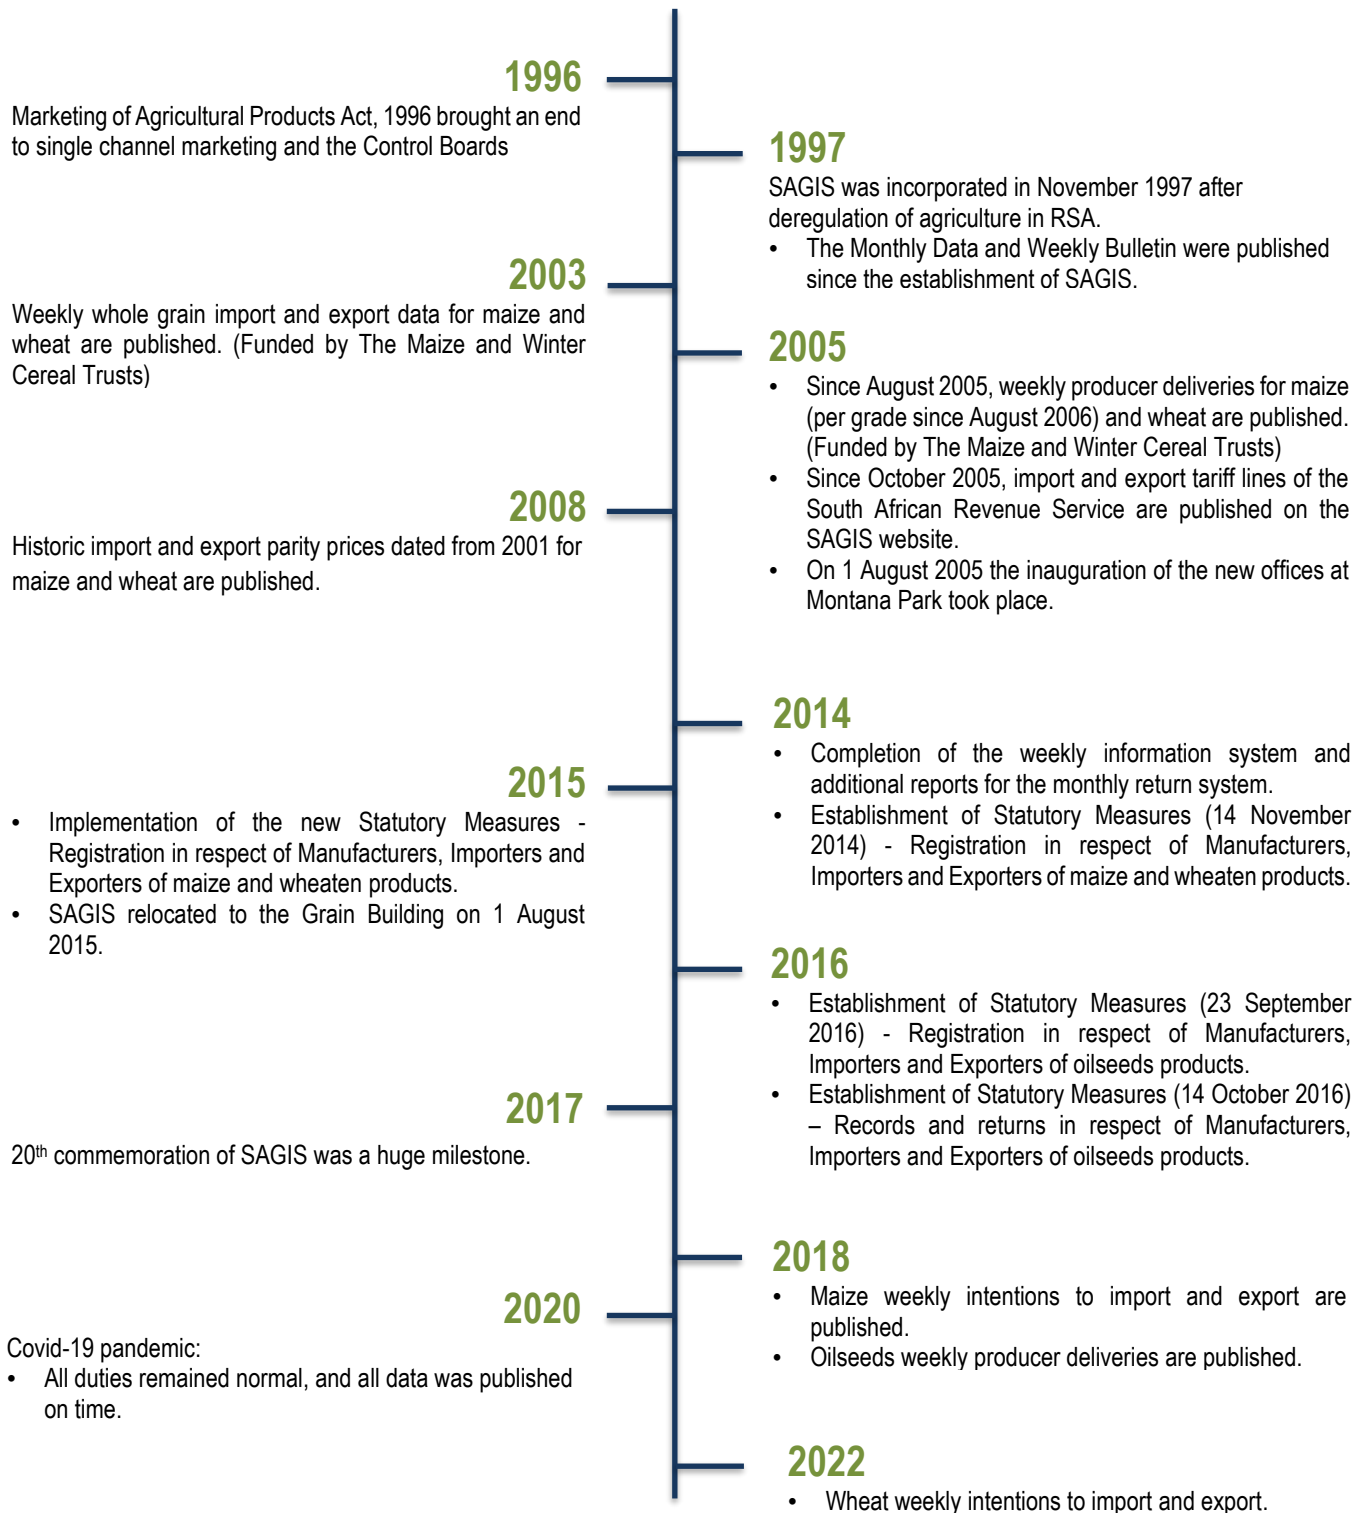 1996
Marketing of Agricultural Products Act, 1996 brought an end
to single channel marketing and the Control Boards
1997
SAGIS was incorporated in November 1997 after
deregulation of agriculture in RSA.
• The Monthly Data and Weekly Bulletin were published
since the establishment of SAGIS.
2003
Weekly whole grain import and export data for maize and
wheat are published. (Funded by The Maize and Winter
Cereal Trusts)
2005
• Since August 2005, weekly producer deliveries for maize
(per grade since August 2006) and wheat are published.
(Funded by The Maize and Winter Cereal Trusts)
• Since October 2005, import and export tariff lines of the
South African Revenue Service are published on the
SAGIS website.
• On 1 August 2005 the inauguration of the new offices at
Montana Park took place.
2008
Historic import and export parity prices dated from 2001 for
maize and wheat are published.
2014
• Completion of the weekly information system and
additional reports for the monthly return system.
• Establishment of Statutory Measures (14 November
2014) - Registration in respect of Manufacturers,
Importers and Exporters of maize and wheaten products.
2015
• Implementation of the new Statutory Measures -
Registration in respect of Manufacturers, Importers and
Exporters of maize and wheaten products.
• SAGIS relocated to the Grain Building on 1 August
2015.
2016
• Establishment of Statutory Measures (23 September
2016) - Registration in respect of Manufacturers,
Importers and Exporters of oilseeds products.
• Establishment of Statutory Measures (14 October 2016)
– Records and returns in respect of Manufacturers,
Importers and Exporters of oilseeds products.
2017
20th commemoration of SAGIS was a huge milestone.
2018
• Maize weekly intentions to import and export are
published.
• Oilseeds weekly producer deliveries are published.
2020
Covid-19 pandemic:
• All duties remained normal, and all data was published
on time.
2022
• Wheat weekly intentions to import and export.